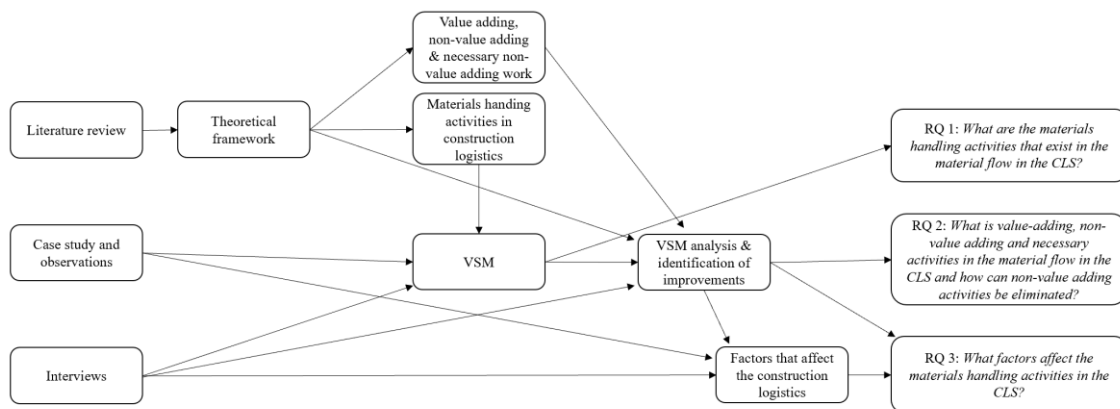 Value adding,
non-value adding
& necessary non-
value adding work
Literature review
Theoretical
framework
Materials handing
activities in
construction
logistics
RQ 1: What are the materials
handling activities that exist in the
material flow in the CLS?
Case study and
observations
VSM
VSM analysis &
identification of
improvements
RQ 2: What is value-adding, non-
value adding and necessary
activities in the material flow in the
CLS and how can non-value adding
activities be eliminated?
Interviews
Factors that affect
the construction
logistics
RQ 3: What factors affect the
materials handling activities in the
CLS?